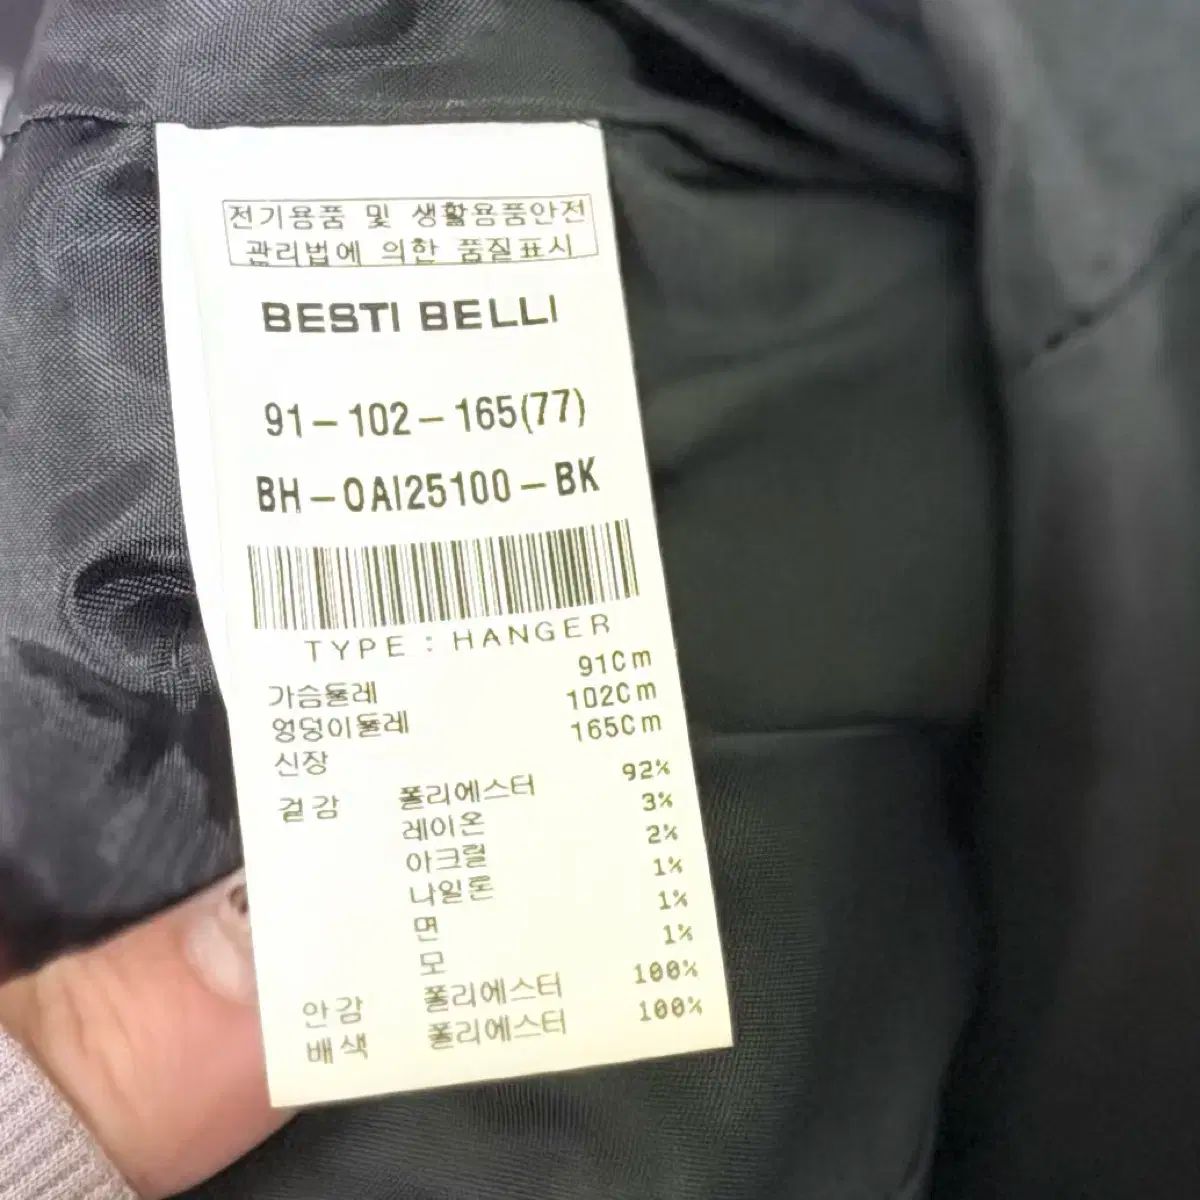 전기용품 및 생활용품안전
관리법에 의한 품질표시
BESTI BELLI
91-102-165(77)
BH-0AI25100-BK
TYPE : HANGER
가슴둘레 91Cm
엉덩이둘레 102Cm
신장 165Cm
겉감 폴리에스터 92%
레이온 3%
아크릴 2%
나일론 1%
면 1%
모 1%
안감 폴리에스터 100%
배색 폴리에스터 100%